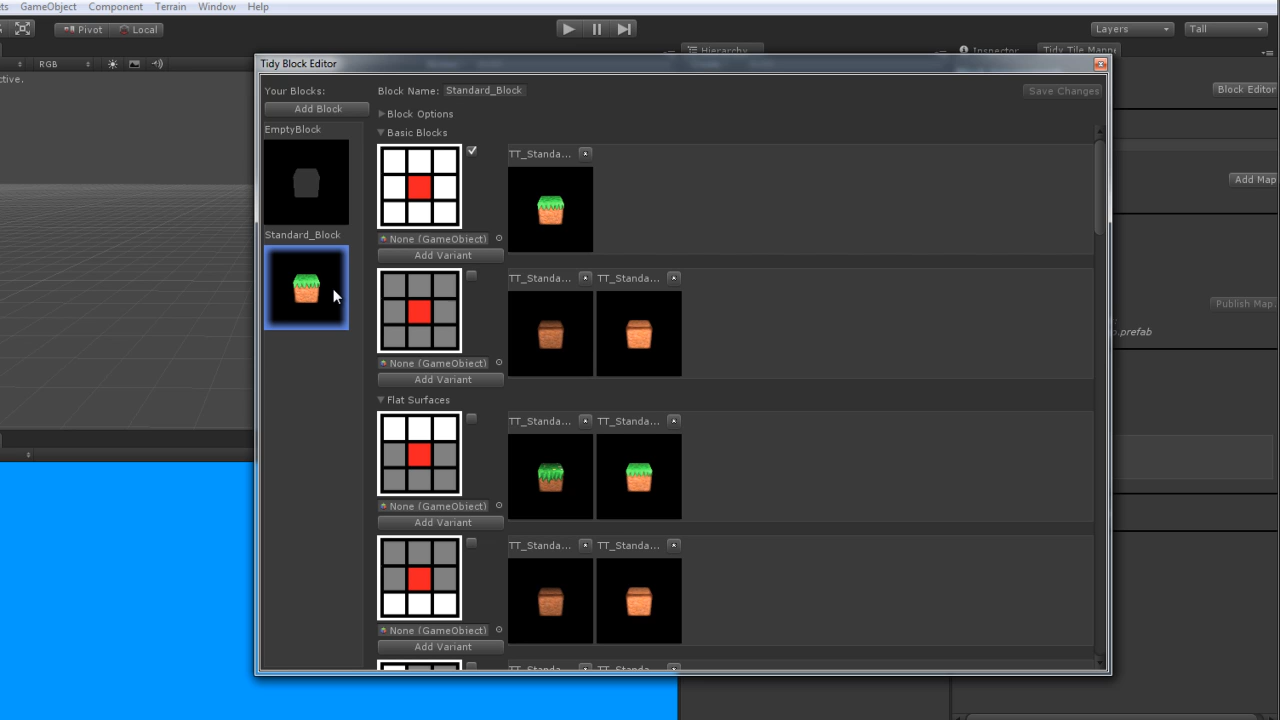 GameObject Component Terrain Window Help
Pivot Local Layers Tall
RGB Hierarchy Inspector
ctive.
Tidy Block Editor
Your Blocks: Block Name: Standard_Block Save Changes Block Editor
Add Block
Block Options
EmptyBlock Basic Blocks
TT_Standa...
Add Map
Standard_Block None (GameObject)
Add Variant
TT_Standa... TT_Standa...
Publish Map
.prefab
None (GameObject)
Add Variant
Flat Surfaces
TT_Standa... TT_Standa...
None (GameObject)
Add Variant
TT_Standa... TT_Standa...
None (GameObject)
Add Variant
TT_Standa TT_Standa